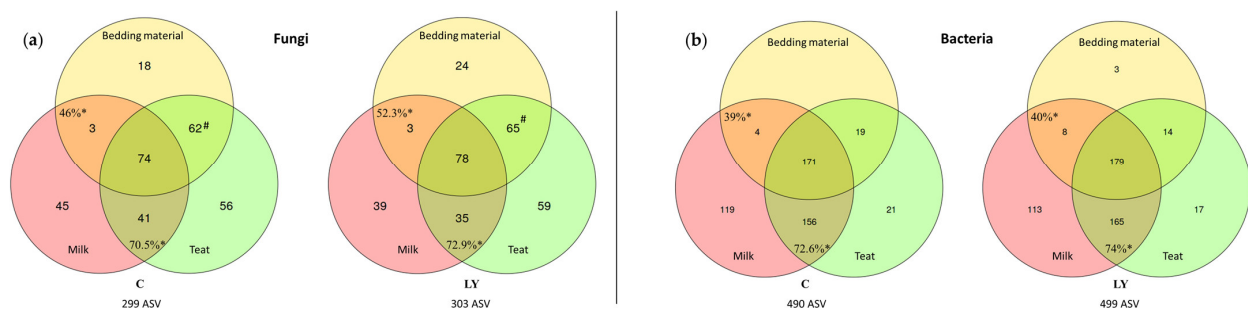 (a)
Fungi
Bedding material
18
46%*
3
62#
74
45
41
56
70.5%*
Milk
Teat
C
299 ASV
Bedding material
24
52.3%*
3
65#
78
39
35
59
72.9%*
Milk
Teat
LY
303 ASV
(b)
Bacteria
Bedding material
39%*
4
19
171
119
156
21
72.6%*
Milk
Teat
C
490 ASV
Bedding material
3
40%*
8
14
179
113
165
17
74%*
Milk
Teat
LY
499 ASV